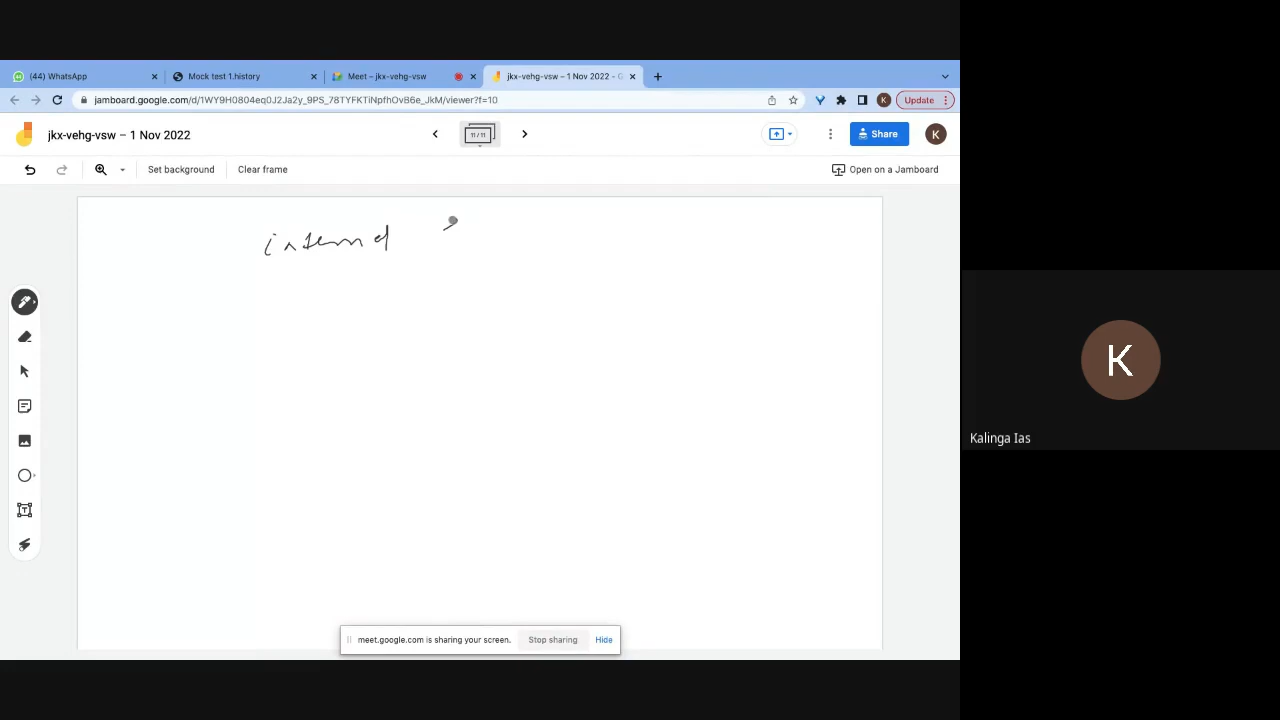 (44) WhatsApp Mock test 1.history Meet – jkx-vehg-vsw jkx-vehg-vsw – 1 Nov 2022 - G
jamboard.google.com/d/1WY9H0804eq0J2Ja2y_9PS_78TYFKTiNpfhOvB6e_JkM/viewer?f=10 K Update
jkx-vehg-vsw – 1 Nov 2022 11/11 Share K
Set background Clear frame Open on a Jamboard
internal
K
Kalinga Ias
meet.google.com is sharing your screen. Stop sharing Hide